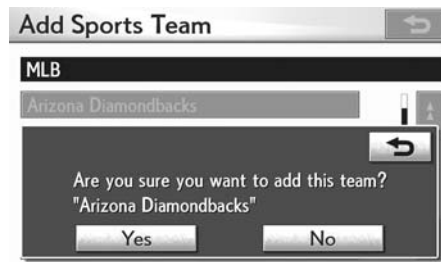 Add Sports Team
MLB
Arizona Diamondbacks
Are you sure you want to add this team?
"Arizona Diamondbacks"
Yes
No